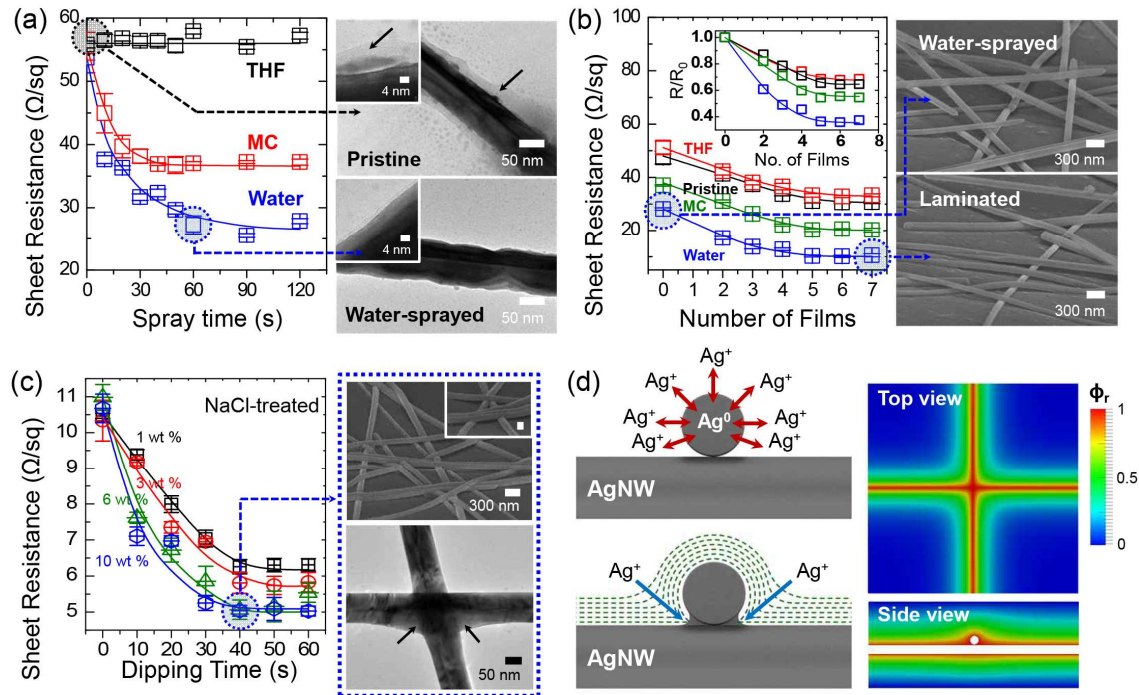 (a)
60
50
40
30
20
Sheet Resistance (Ω/sq)
0 30 60 90 120
Spray time (s)
THF
MC
Water
4 nm
Pristine
50 nm
4 nm
Water-sprayed
50 nm
(b)
100
80
60
40
20
Sheet Resistance (Ω/sq)
0 1 2 3 4 5 6 7
Number of Films
1.0
0.8
0.6
0.4
R/R0
0 2 4 6 8
No. of Films
THF
Pristine
MC
Water
Water-sprayed
300 nm
Laminated
300 nm
(c)
11
10
9
8
7
6
5
Sheet Resistance (Ω/sq)
0 10 20 30 40 50 60
Dipping Time (s)
NaCl-treated
1 wt %
3 wt %
6 wt %
10 wt %
300 nm
50 nm
(d)
Ag+
Ag+ Ag+
Ag+ Ag0 Ag+
Ag+ Ag+
AgNW
Ag+ Ag+
AgNW
Top view
Side view
ϕr
1
0.5
0